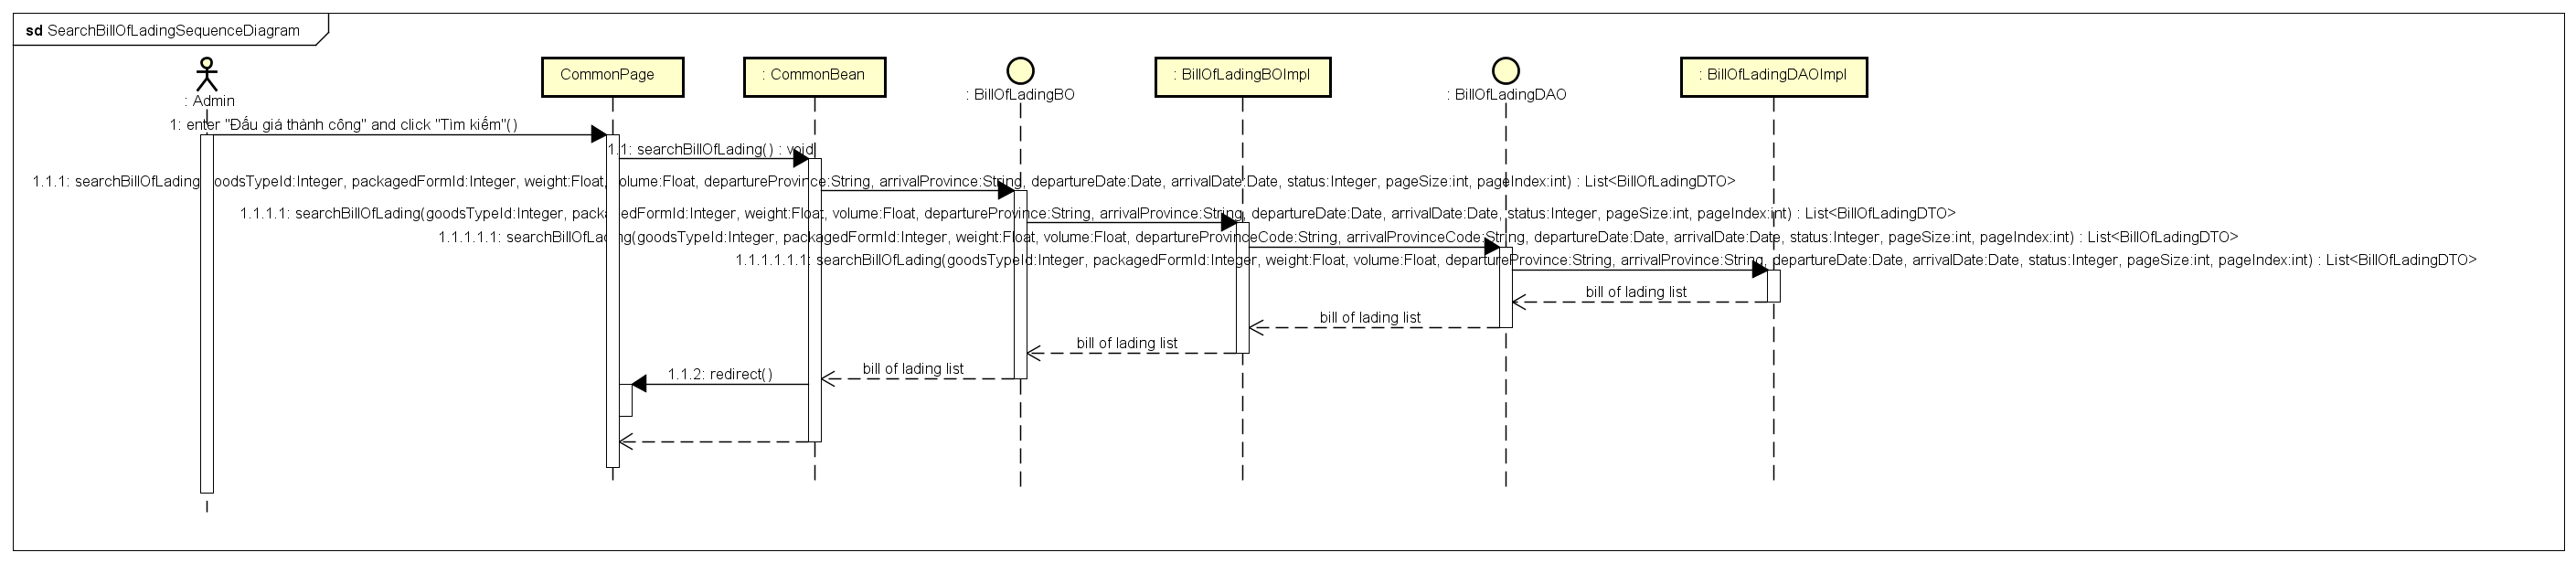 sd SearchBillOfLadingSequenceDiagram
: Admin
CommonPage
: CommonBean
: BillOfLadingBO
: BillOfLadingBOImpl
: BillOfLadingDAO
: BillOfLadingDAOImpl
1: enter "Đấu giá thành công" and click "Tìm kiếm"()
1.1: searchBillOfLading() : void
1.1.1: searchBillOfLading(goodsTypeId:Integer, packagedFormId:Integer, weight:Float, volume:Float, departureProvince:String, arrivalProvince:String, departureDate:Date, arrivalDate:Date, status:Integer, pageSize:int, pageIndex:int) : List<BillOfLadingDTO>
1.1.1.1: searchBillOfLading(goodsTypeId:Integer, packagedFormId:Integer, weight:Float, volume:Float, departureProvince:String, arrivalProvince:String, departureDate:Date, arrivalDate:Date, status:Integer, pageSize:int, pageIndex:int) : List<BillOfLadingDTO>
1.1.1.1.1: searchBillOfLading(goodsTypeId:Integer, packagedFormId:Integer, weight:Float, volume:Float, departureProvinceCode:String, arrivalProvinceCode:String, departureDate:Date, arrivalDate:Date, status:Integer, pageSize:int, pageIndex:int) : List<BillOfLadingDTO>
1.1.1.1.1.1: searchBillOfLading(goodsTypeId:Integer, packagedFormId:Integer, weight:Float, volume:Float, departureProvince:String, arrivalProvince:String, departureDate:Date, arrivalDate:Date, status:Integer, pageSize:int, pageIndex:int) : List<BillOfLadingDTO>
bill of lading list
bill of lading list
bill of lading list
bill of lading list
1.1.2: redirect()